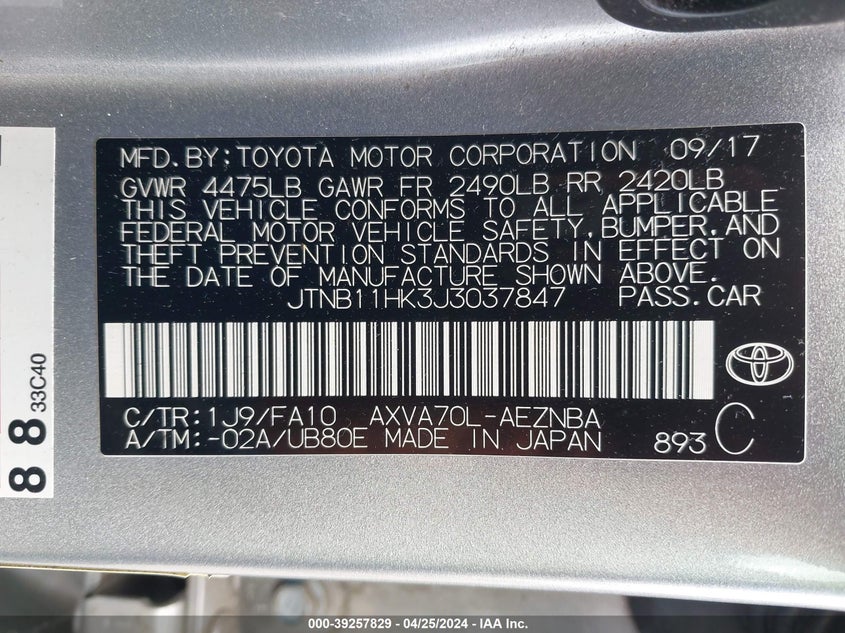 MFD.BY:TOYOTA MOTOR CORPORATION 09/17
GVWR 4475LB GAWR FR 2490LB RR 2420LB
THIS VEHICLE CONFORMS TO ALL APPLICABLE
FEDERAL MOTOR VEHICLE SAFETY,BUMPER,AND
THEFT PREVENTION STANDARDS IN EFFECT ON
THE DATE OF MANUFACTURE SHOWN ABOVE.
JTNB11HK3J3037847 PASS.CAR
C/TR:1J9/FA10 AXVA70L-AEZNBA
A/TM:-02A/UB80E MADE IN JAPAN 893 C
88 33C40
000-39257829 - 04/25/2024 - IAA Inc.